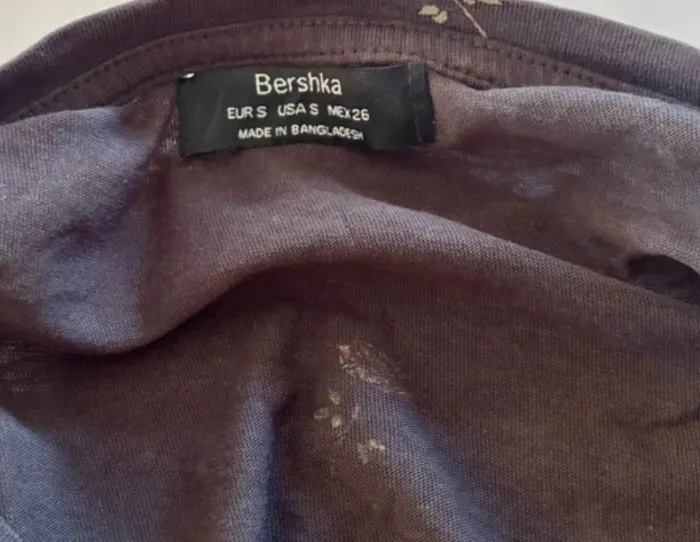 Bershka
EUR S USA S MEX 26
MADE IN BANGLADESH